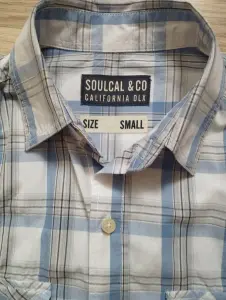 SOULCAL & CO
CALIFORNIA DLX
SIZE SMALL